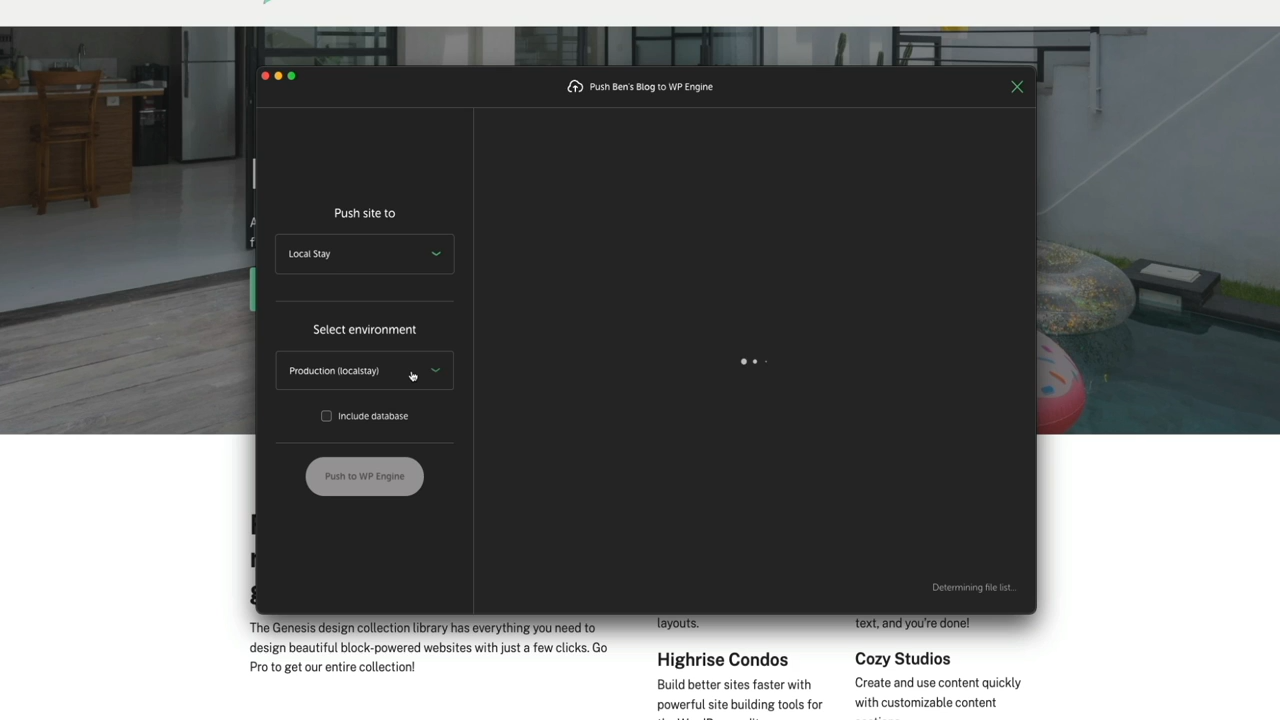 Push Ben's Blog to WP Engine
Push site to
Local Stay
Select environment
Production (localstay)
Include database
Push to WP Engine
Determining file list...
The Genesis design collection library has everything you need to
design beautiful block-powered websites with just a few clicks. Go
Pro to get our entire collection!
layouts.
Highrise Condos
Build better sites faster with
powerful site building tools for
text, and you're done!
Cozy Studios
Create and use content quickly
with customizable content